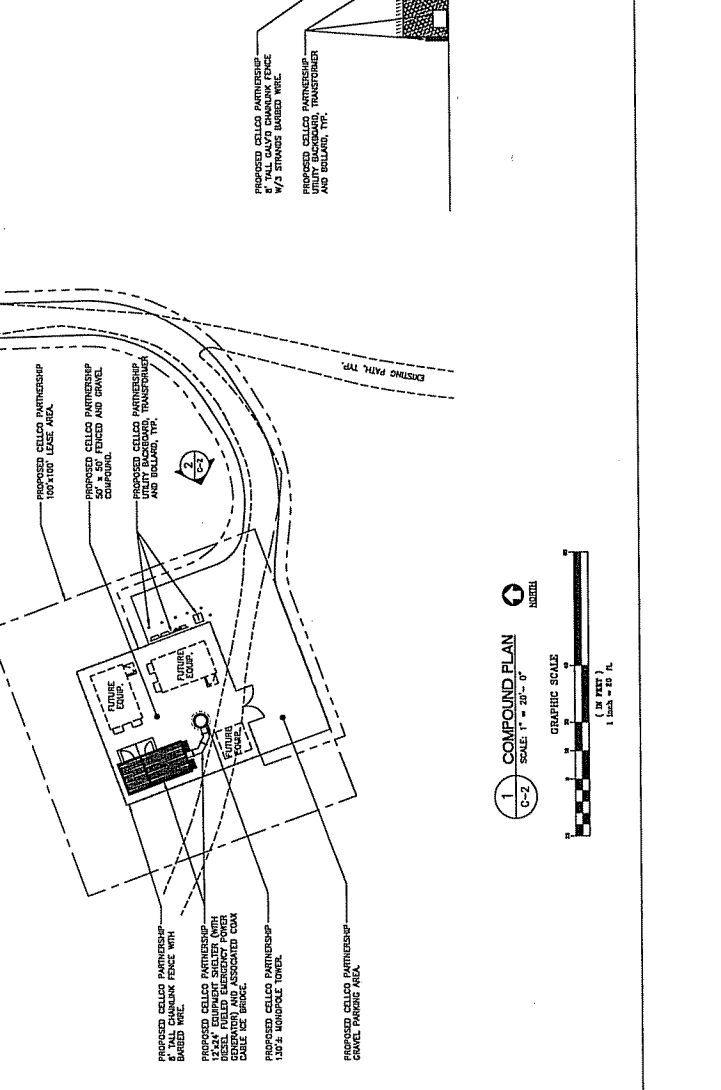 PROPOSED CELLCO PARTNERSHIP
8' TALL GALV'D CHAINLINK FENCE
W/3 STRANDS BARBED WIRE.
PROPOSED CELLCO PARTNERSHIP
UTILITY BACKBOARD, TRANSFORMER
AND BOLLARD, TYP.
PROPOSED CELLCO PARTNERSHIP
100'x100' LEASE AREA.
PROPOSED CELLCO PARTNERSHIP
50' x 50' FENCED AND GRAVEL
COMPOUND.
PROPOSED CELLCO PARTNERSHIP
UTILITY BACKBOARD, TRANSFORMER
AND BOLLARD, TYP.
EXISTING PATH, TYP.
2
C-2
FUTURE
EQUIP.
FUTURE
EQUIP.
FUTURE
EQUIP.
PROPOSED CELLCO PARTNERSHIP
8' TALL CHAINLINK FENCE WITH
BARBED WIRE.
PROPOSED CELLCO PARTNERSHIP
12'x24' EQUIPMENT SHELTER (WITH
DIESEL FUELED EMERGENCY POWER
GENERATOR) AND ASSOCIATED COAX
CABLE ICE BRIDGE.
PROPOSED CELLCO PARTNERSHIP
130'± MONOPOLE TOWER.
PROPOSED CELLCO PARTNERSHIP
GRAVEL PARKING AREA.
1
C-2
COMPOUND PLAN
SCALE: 1" = 20'- 0"
NORTH
GRAPHIC SCALE
( IN FEET )
1 inch = 20 ft.